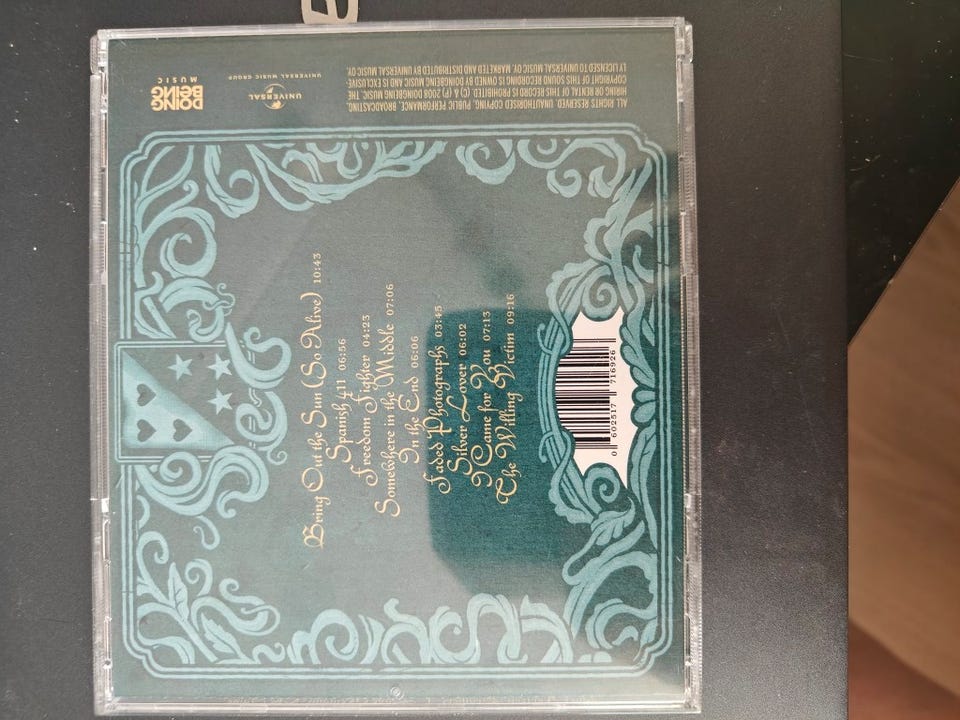 Bring Out the Sun (So Alive) 10:43
Spanish 411 06:56
Freedom Fighter 04:23
Somewhere in the Middle 07:06
In the End 06:06
Faded Photographs 03:45
Silver Lover 06:02
I Came for You 07:13
The Willing Victim 09:16
0 602517 716926
ALL RIGHTS RESERVED. UNAUTHORISED COPYING, PUBLIC PERFORMANCE, BROADCASTING,
HIRING OR RENTAL OF THIS RECORD IS PROHIBITED. (P) & (C) 2008 DOINGBEING MUSIC. THE
COPYRIGHT OF THIS SOUND RECORDING IS OWNED BY DOINGBEING MUSIC AND IS EXCLUSIVE-
LY LICENSED TO UNIVERSAL MUSIC OY. MARKETED AND DISTRIBUTED BY UNIVERSAL MUSIC OY.
UNIVERSAL
UNIVERSAL MUSIC GROUP
DOING
BEING
MUSIC